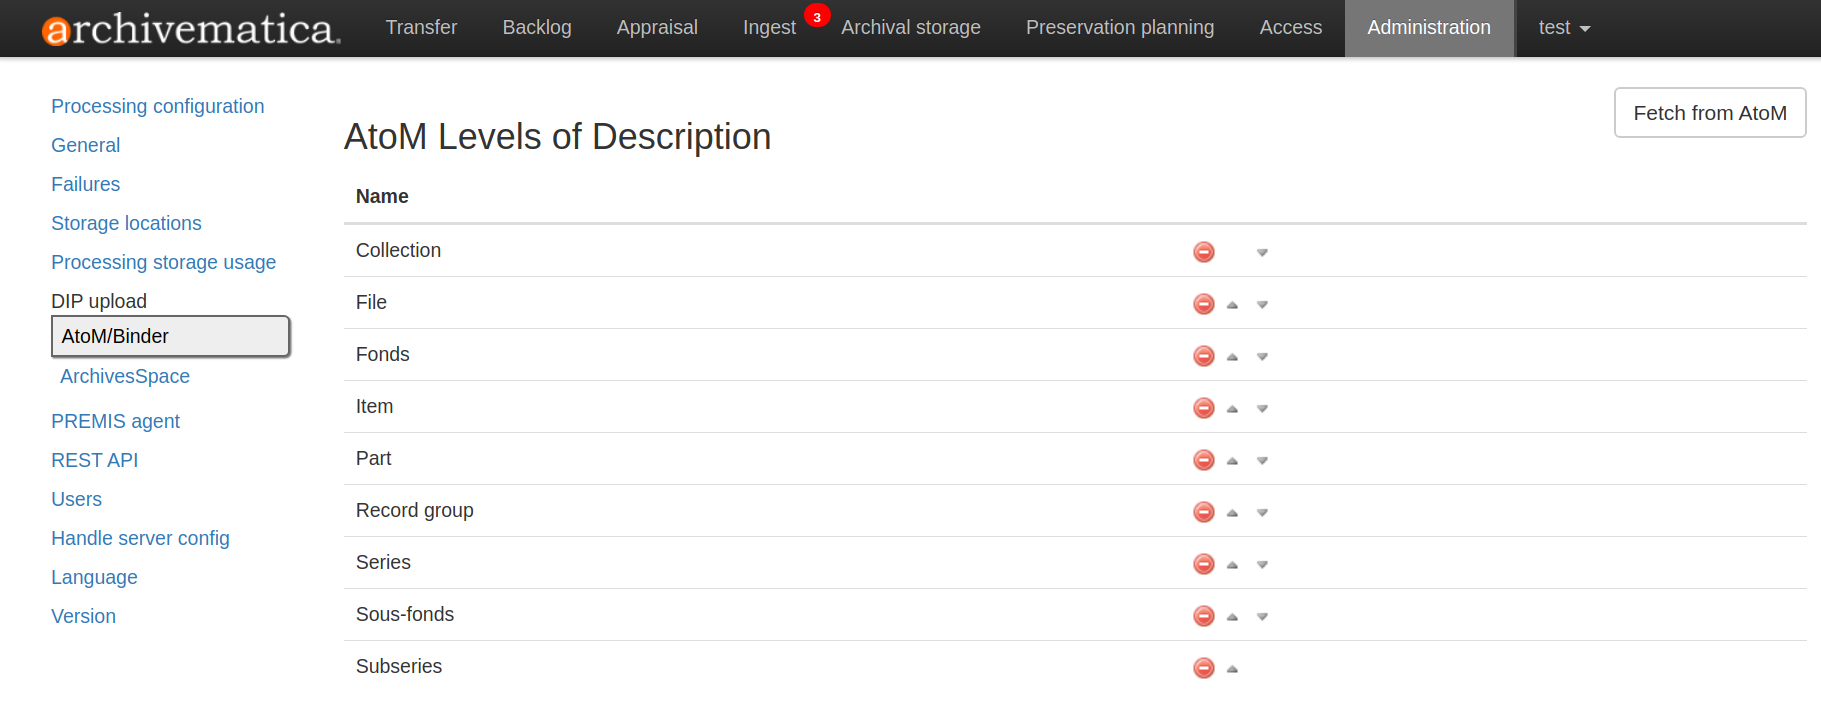 archivematica.
Transfer
Backlog
Appraisal
Ingest
3
Archival storage
Preservation planning
Access
Administration
test
Processing configuration
General
Failures
Storage locations
Processing storage usage
DIP upload
AtoM/Binder
ArchivesSpace
PREMIS agent
REST API
Users
Handle server config
Language
Version
Fetch from AtoM
AtoM Levels of Description
Name
Collection
File
Fonds
Item
Part
Record group
Series
Sous-fonds
Subseries